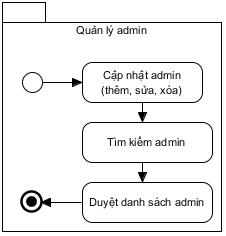 Quản lý admin
Cập nhật admin
(thêm, sửa, xóa)
Tìm kiếm admin
Duyệt danh sách admin